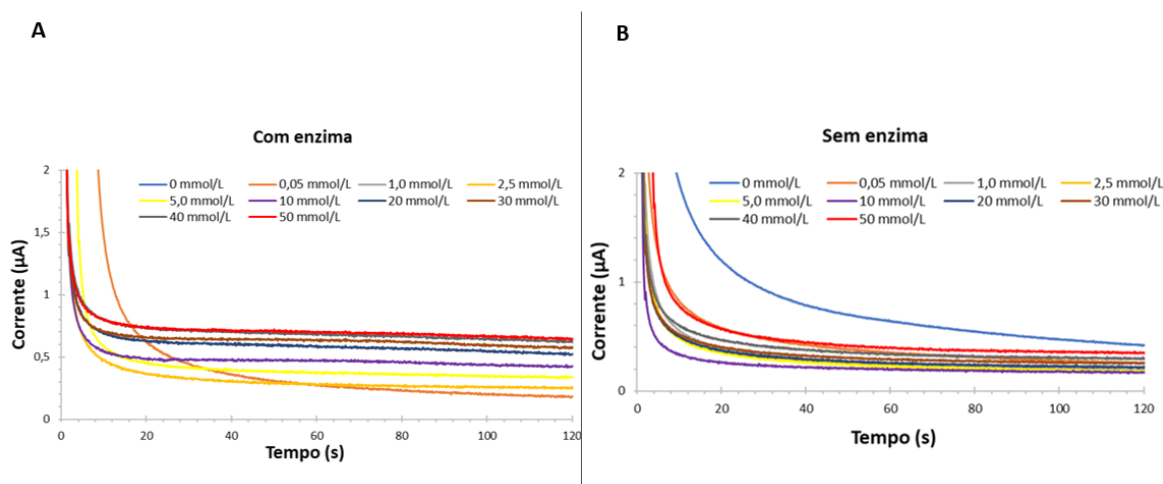 A
Com enzima
2
1,5
1
0,5
0
0 mmol/L 0,05 mmol/L 1,0 mmol/L 2,5 mmol/L
5,0 mmol/L 10 mmol/L 20 mmol/L 30 mmol/L
40 mmol/L 50 mmol/L
Corrente (µA)
0 20 40 60 80 100 120
Tempo (s)
B
Sem enzima
2
1
0
0 mmol/L 0,05 mmol/L 1,0 mmol/L 2,5 mmol/L
5,0 mmol/L 10 mmol/L 20 mmol/L 30 mmol/L
40 mmol/L 50 mmol/L
Corrente (µA)
0 20 40 60 80 100 120
Tempo (s)